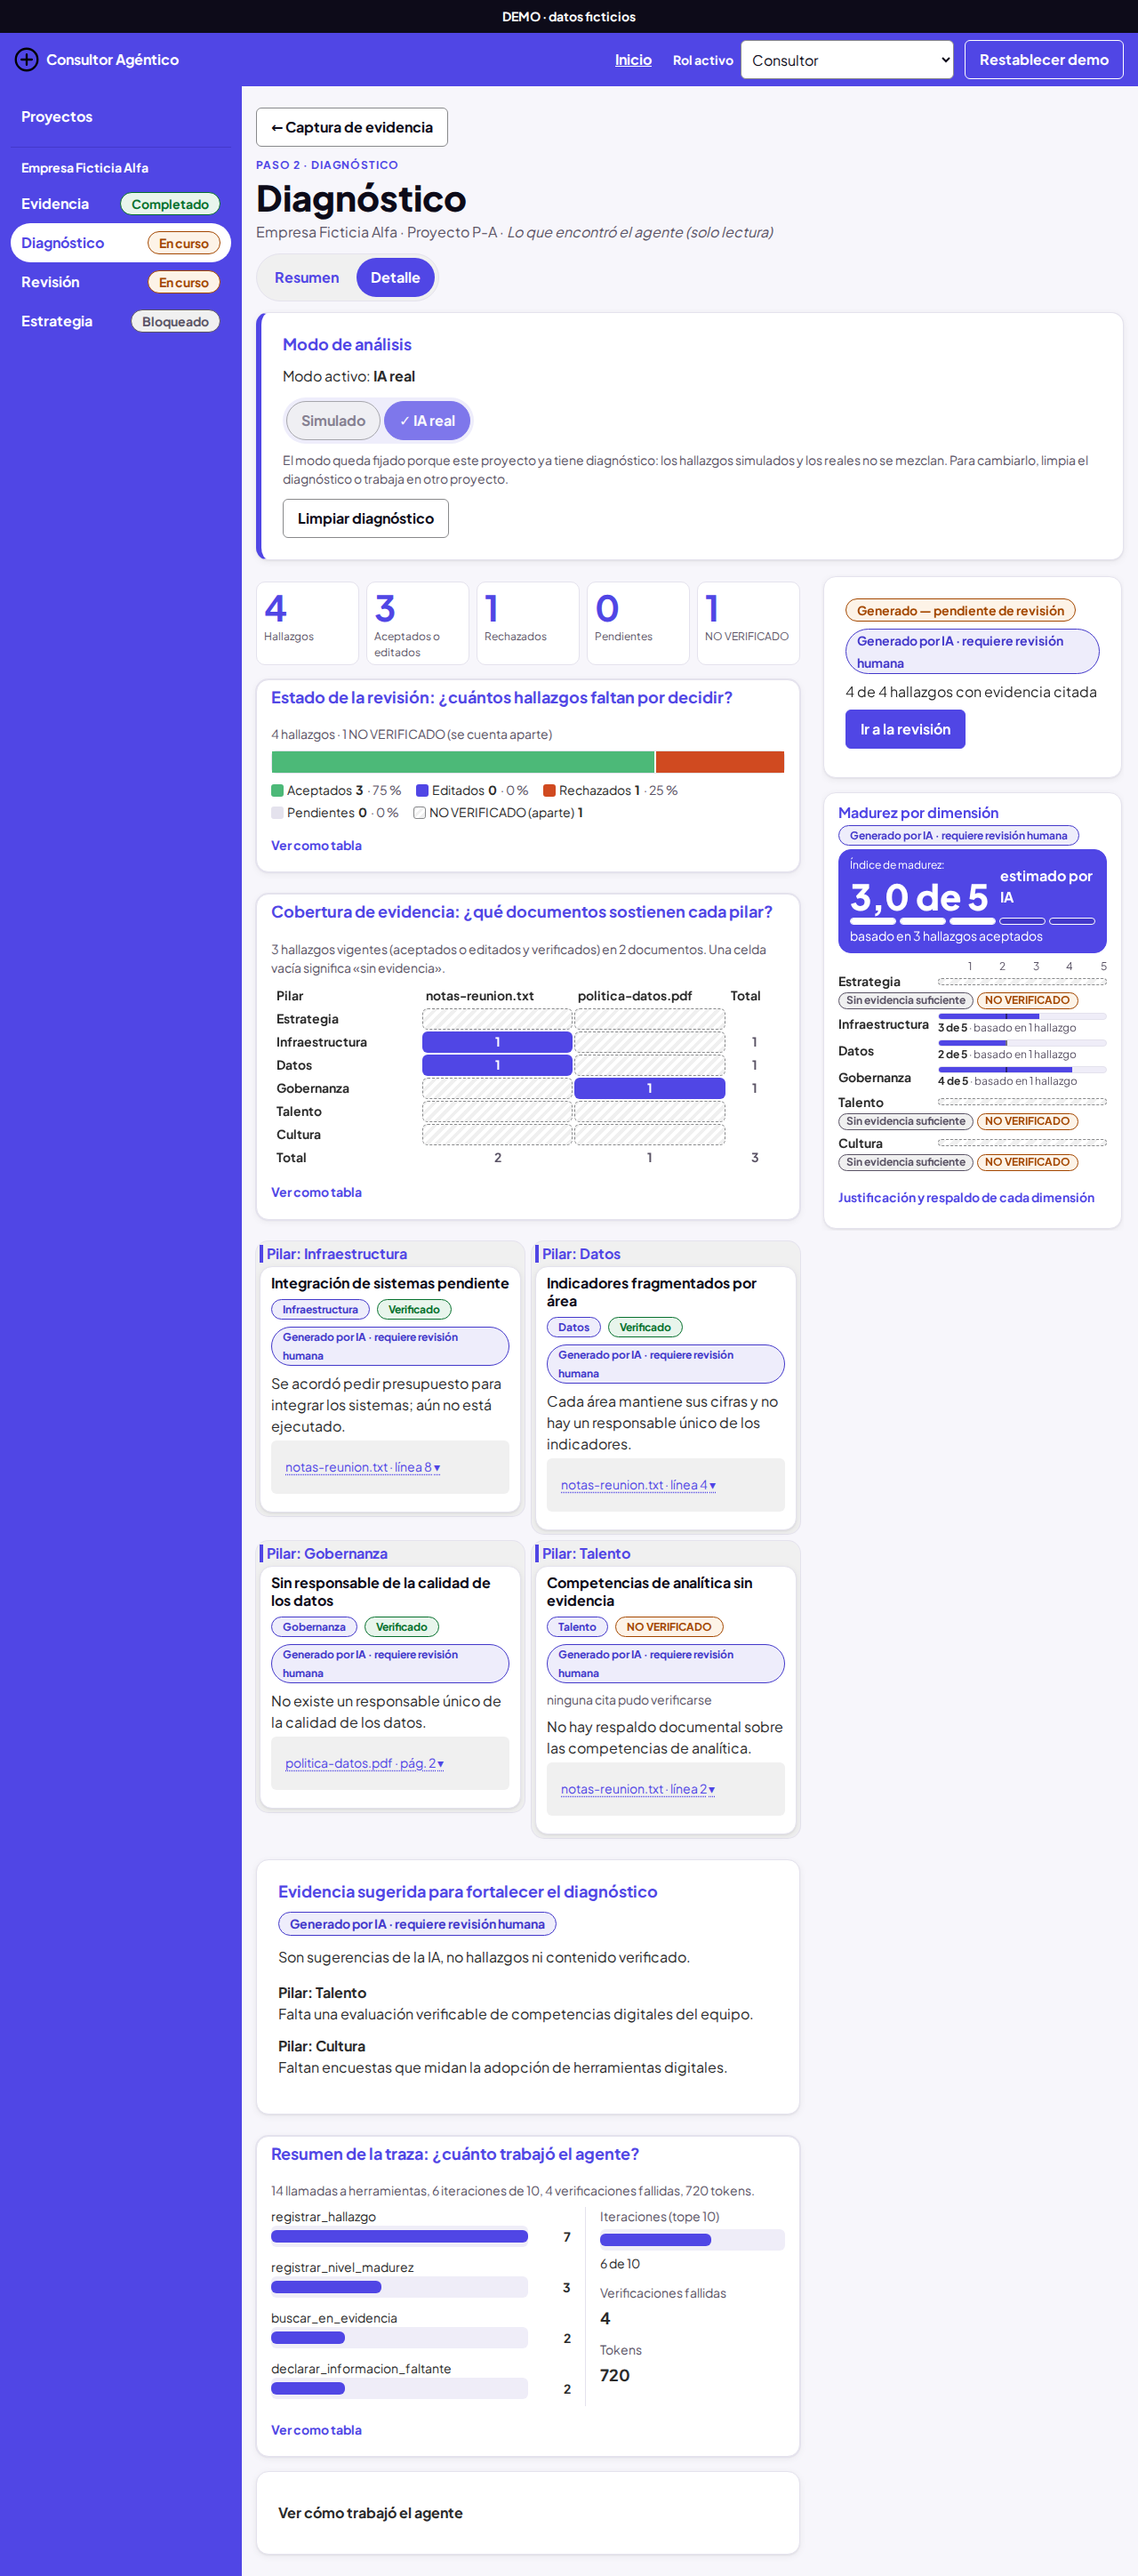 DEMO · datos ficticios
Consultor Agéntico
Inicio
Rol activo
Consultor
Restablecer demo
Proyectos
Empresa Ficticia Alfa
Evidencia
Completado
Diagnóstico
En curso
Revisión
En curso
Estrategia
Bloqueado
← Captura de evidencia
PASO 2 · DIAGNÓSTICO
Diagnóstico
Empresa Ficticia Alfa · Proyecto P-A · Lo que encontró el agente (solo lectura)
Resumen
Detalle
Modo de análisis
Modo activo: IA real
Simulado
✓ IA real
El modo queda fijado porque este proyecto ya tiene diagnóstico: los hallazgos simulados y los reales no se mezclan. Para cambiarlo, limpia el
diagnóstico o trabaja en otro proyecto.
Limpiar diagnóstico
4
Hallazgos
3
Aceptados o
editados
1
Rechazados
0
Pendientes
1
NO VERIFICADO
Estado de la revisión: ¿cuántos hallazgos faltan por decidir?
4 hallazgos · 1 NO VERIFICADO (se cuenta aparte)
Aceptados 3 · 75 %
Editados 0 · 0 %
Rechazados 1 · 25 %
Pendientes 0 · 0 %
NO VERIFICADO (aparte) 1
Ver como tabla
Cobertura de evidencia: ¿qué documentos sostienen cada pilar?
3 hallazgos vigentes (aceptados o editados y verificados) en 2 documentos. Una celda
vacía significa «sin evidencia».
Pilar notas-reunion.txt politica-datos.pdf Total
Estrategia
Infraestructura 1 1
Datos 1 1
Gobernanza 1 1
Talento
Cultura
Total 2 1 3
Ver como tabla
Pilar: Infraestructura
Integración de sistemas pendiente
Infraestructura
Verificado
Generado por IA · requiere revisión
humana
Se acordó pedir presupuesto para
integrar los sistemas; aún no está
ejecutado.
notas-reunion.txt · línea 8 ▾
Pilar: Datos
Indicadores fragmentados por
área
Datos
Verificado
Generado por IA · requiere revisión
humana
Cada área mantiene sus cifras y no
hay un responsable único de los
indicadores.
notas-reunion.txt · línea 4 ▾
Pilar: Gobernanza
Sin responsable de la calidad de
los datos
Gobernanza
Verificado
Generado por IA · requiere revisión
humana
No existe un responsable único de
la calidad de los datos.
politica-datos.pdf · pág. 2 ▾
Pilar: Talento
Competencias de analítica sin
evidencia
Talento
NO VERIFICADO
Generado por IA · requiere revisión
humana
ninguna cita pudo verificarse
No hay respaldo documental sobre
las competencias de analítica.
notas-reunion.txt · línea 2 ▾
Evidencia sugerida para fortalecer el diagnóstico
Generado por IA · requiere revisión humana
Son sugerencias de la IA, no hallazgos ni contenido verificado.
Pilar: Talento
Falta una evaluación verificable de competencias digitales del equipo.
Pilar: Cultura
Faltan encuestas que midan la adopción de herramientas digitales.
Resumen de la traza: ¿cuánto trabajó el agente?
14 llamadas a herramientas, 6 iteraciones de 10, 4 verificaciones fallidas, 720 tokens.
registrar_hallazgo
7
registrar_nivel_madurez
3
buscar_en_evidencia
2
declarar_informacion_faltante
2
Iteraciones (tope 10)
6 de 10
Verificaciones fallidas
4
Tokens
720
Ver como tabla
Ver cómo trabajó el agente
Generado — pendiente de revisión
Generado por IA · requiere revisión
humana
4 de 4 hallazgos con evidencia citada
Ir a la revisión
Madurez por dimensión
Generado por IA · requiere revisión humana
Índice de madurez:
3,0 de 5
estimado por
IA
basado en 3 hallazgos aceptados
1 2 3 4 5
Estrategia
Sin evidencia suficiente
NO VERIFICADO
Infraestructura
3 de 5 · basado en 1 hallazgo
Datos
2 de 5 · basado en 1 hallazgo
Gobernanza
4 de 5 · basado en 1 hallazgo
Talento
Sin evidencia suficiente
NO VERIFICADO
Cultura
Sin evidencia suficiente
NO VERIFICADO
Justificación y respaldo de cada dimensión